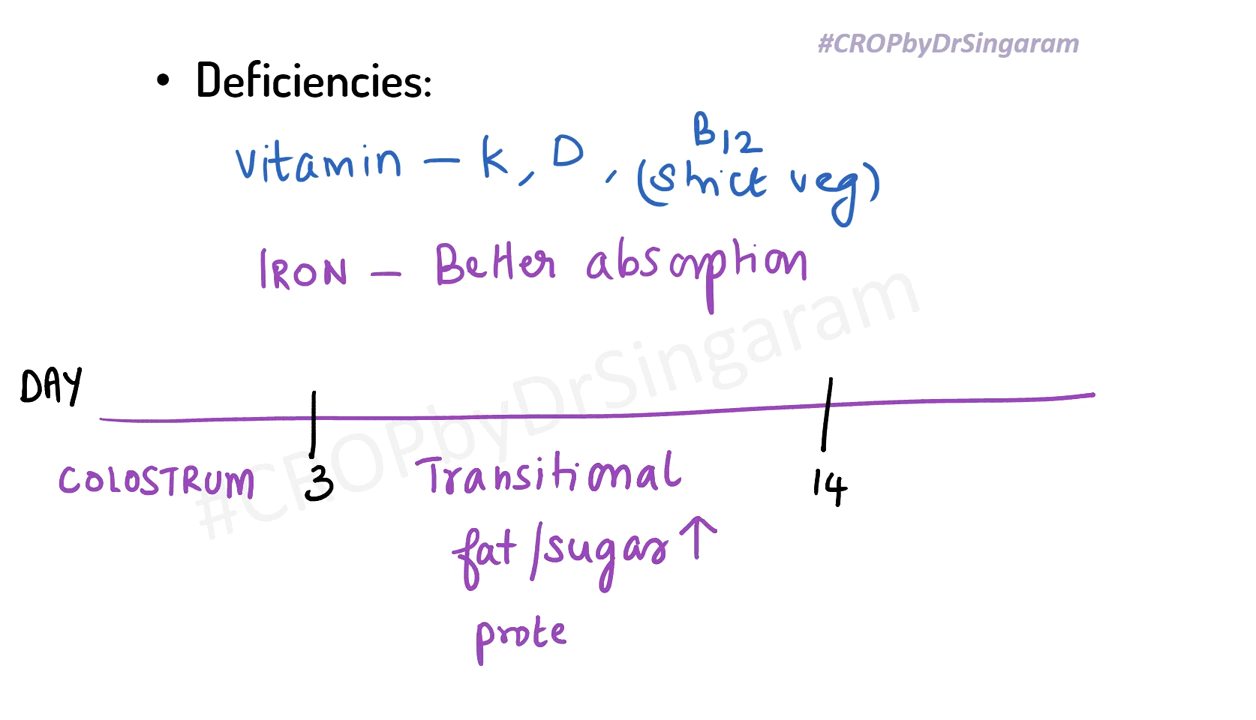 #CROPbyDrSingaram
• Deficiencies:
Vitamin – K, D, B12
(strict veg)
IRON – Better absorption
DAY
COLOSTRUM 3 Transitional 14
fat/sugar ↑
prote
#CROPbyDrSingaram